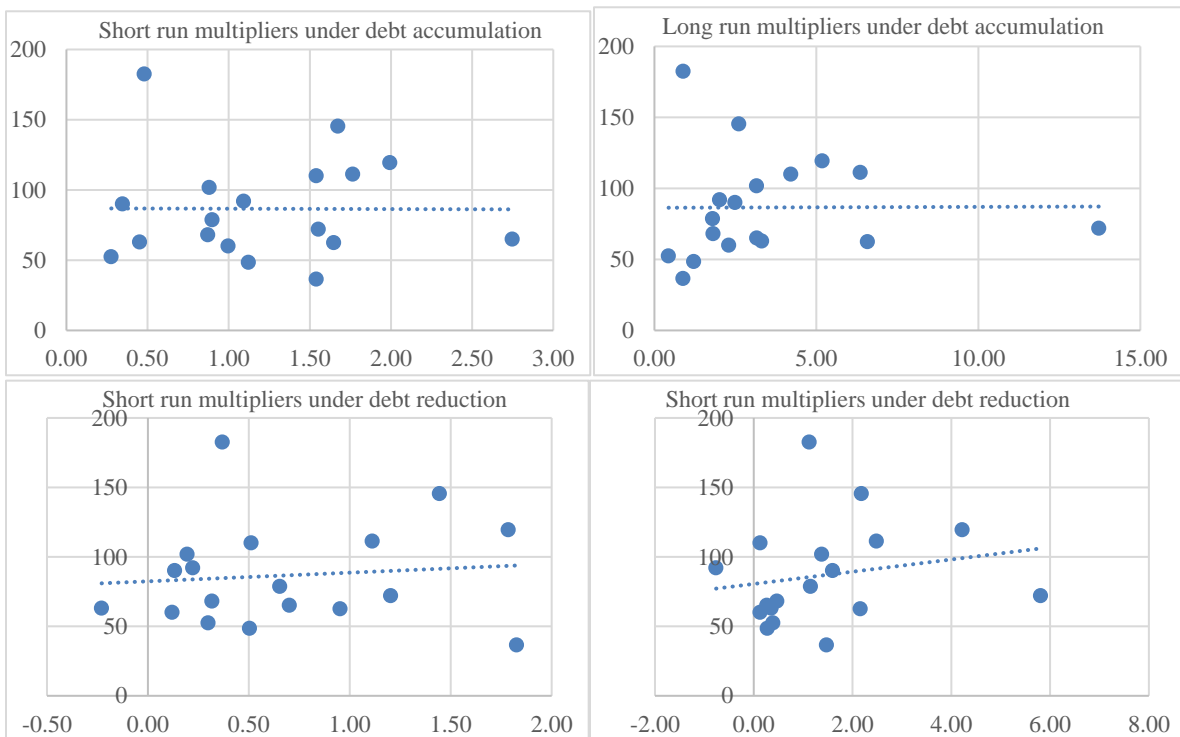 Short run multipliers under debt accumulation
200
150
100
50
0
0.00 0.50 1.00 1.50 2.00 2.50 3.00
Long run multipliers under debt accumulation
200
150
100
50
0
0.00 5.00 10.00 15.00
Short run multipliers under debt reduction
200
150
100
50
0
-0.50 0.00 0.50 1.00 1.50 2.00
Short run multipliers under debt reduction
200
150
100
50
0
-2.00 0.00 2.00 4.00 6.00 8.00